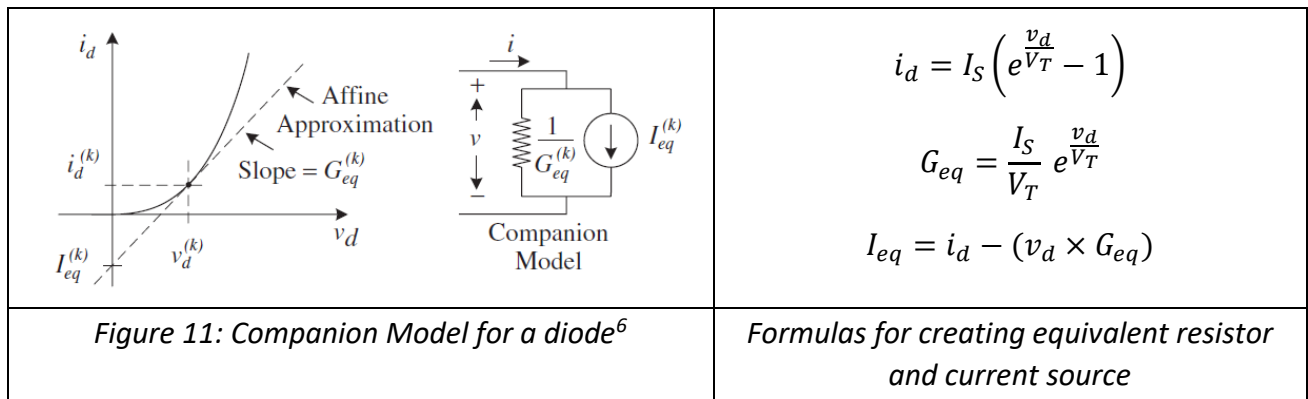 i_d
Affine
Approximation
i_d^(k)
Slope = G_eq^(k)
v_d^(k)
v_d
I_eq^(k)
i
+
v
1/G_eq^(k)
I_eq^(k)
–
Companion
Model
i_d = I_S (e^(v_d/V_T) − 1)
G_eq = I_S/V_T e^(v_d/V_T)
I_eq = i_d − (v_d × G_eq)
Figure 11: Companion Model for a diode⁶
Formulas for creating equivalent resistor
and current source